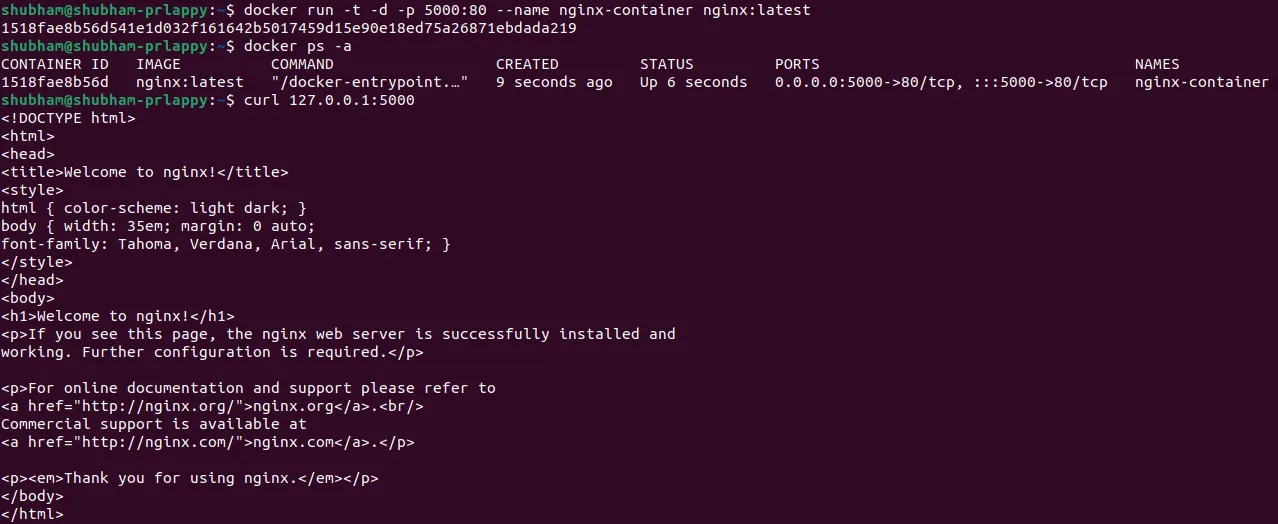 shubham@shubham-prlappy:~$ docker run -t -d -p 5000:80 --name nginx-container nginx:latest
1518fae8b56d541e1d032f161642b5017459d15e90e18ed75a26871ebdada219
shubham@shubham-prlappy:~$ docker ps -a
CONTAINER ID   IMAGE          COMMAND                  CREATED         STATUS         PORTS                                   NAMES
1518fae8b56d   nginx:latest   "/docker-entrypoint.…"   9 seconds ago   Up 6 seconds   0.0.0.0:5000->80/tcp, :::5000->80/tcp   nginx-container
shubham@shubham-prlappy:~$ curl 127.0.0.1:5000
<!DOCTYPE html>
<html>
<head>
<title>Welcome to nginx!</title>
<style>
html { color-scheme: light dark; }
body { width: 35em; margin: 0 auto;
font-family: Tahoma, Verdana, Arial, sans-serif; }
</style>
</head>
<body>
<h1>Welcome to nginx!</h1>
<p>If you see this page, the nginx web server is successfully installed and
working. Further configuration is required.</p>

<p>For online documentation and support please refer to
<a href="http://nginx.org/">nginx.org</a>.<br/>
Commercial support is available at
<a href="http://nginx.com/">nginx.com</a>.</p>

<p><em>Thank you for using nginx.</em></p>
</body>
</html>